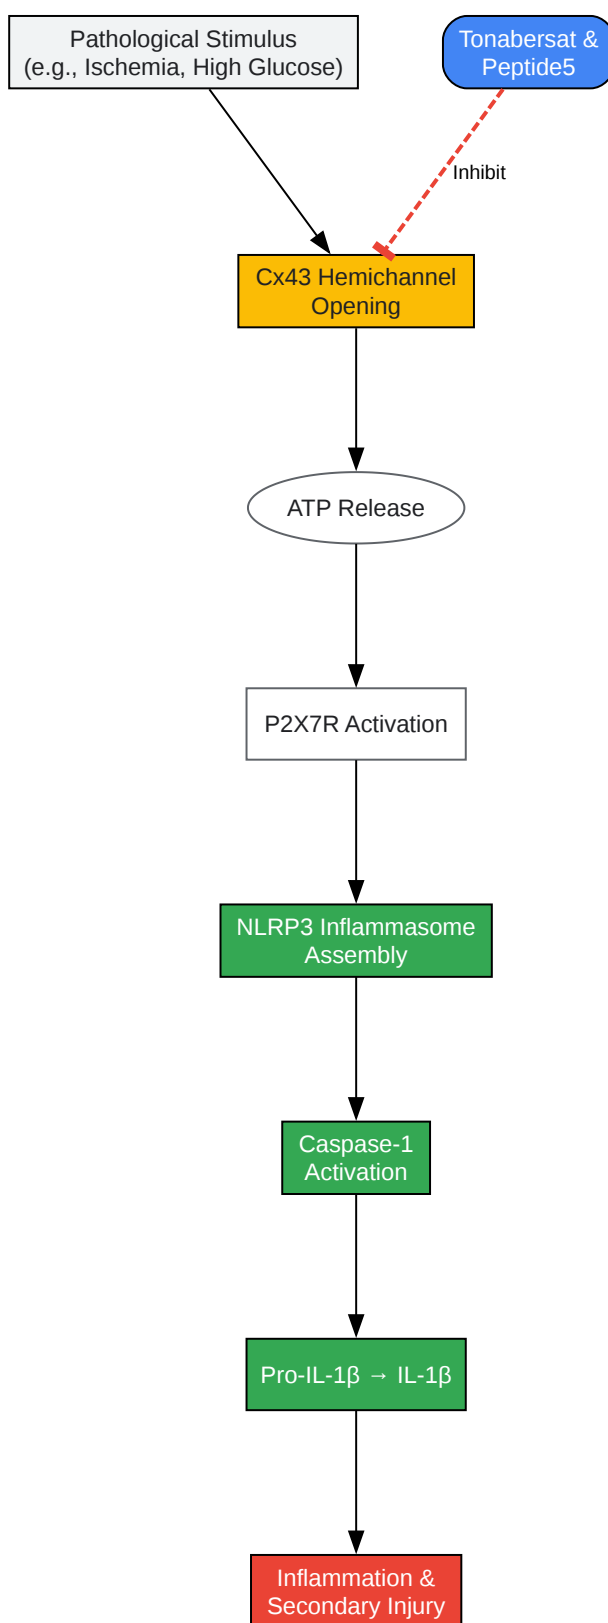 Pathological Stimulus
(e.g., Ischemia, High Glucose)
Tonabersat &
Peptide5
Inhibit
Cx43 Hemichannel
Opening
ATP Release
P2X7R Activation
NLRP3 Inflammasome
Assembly
Caspase-1
Activation
Pro-IL-1β → IL-1β
Inflammation &
Secondary Injury